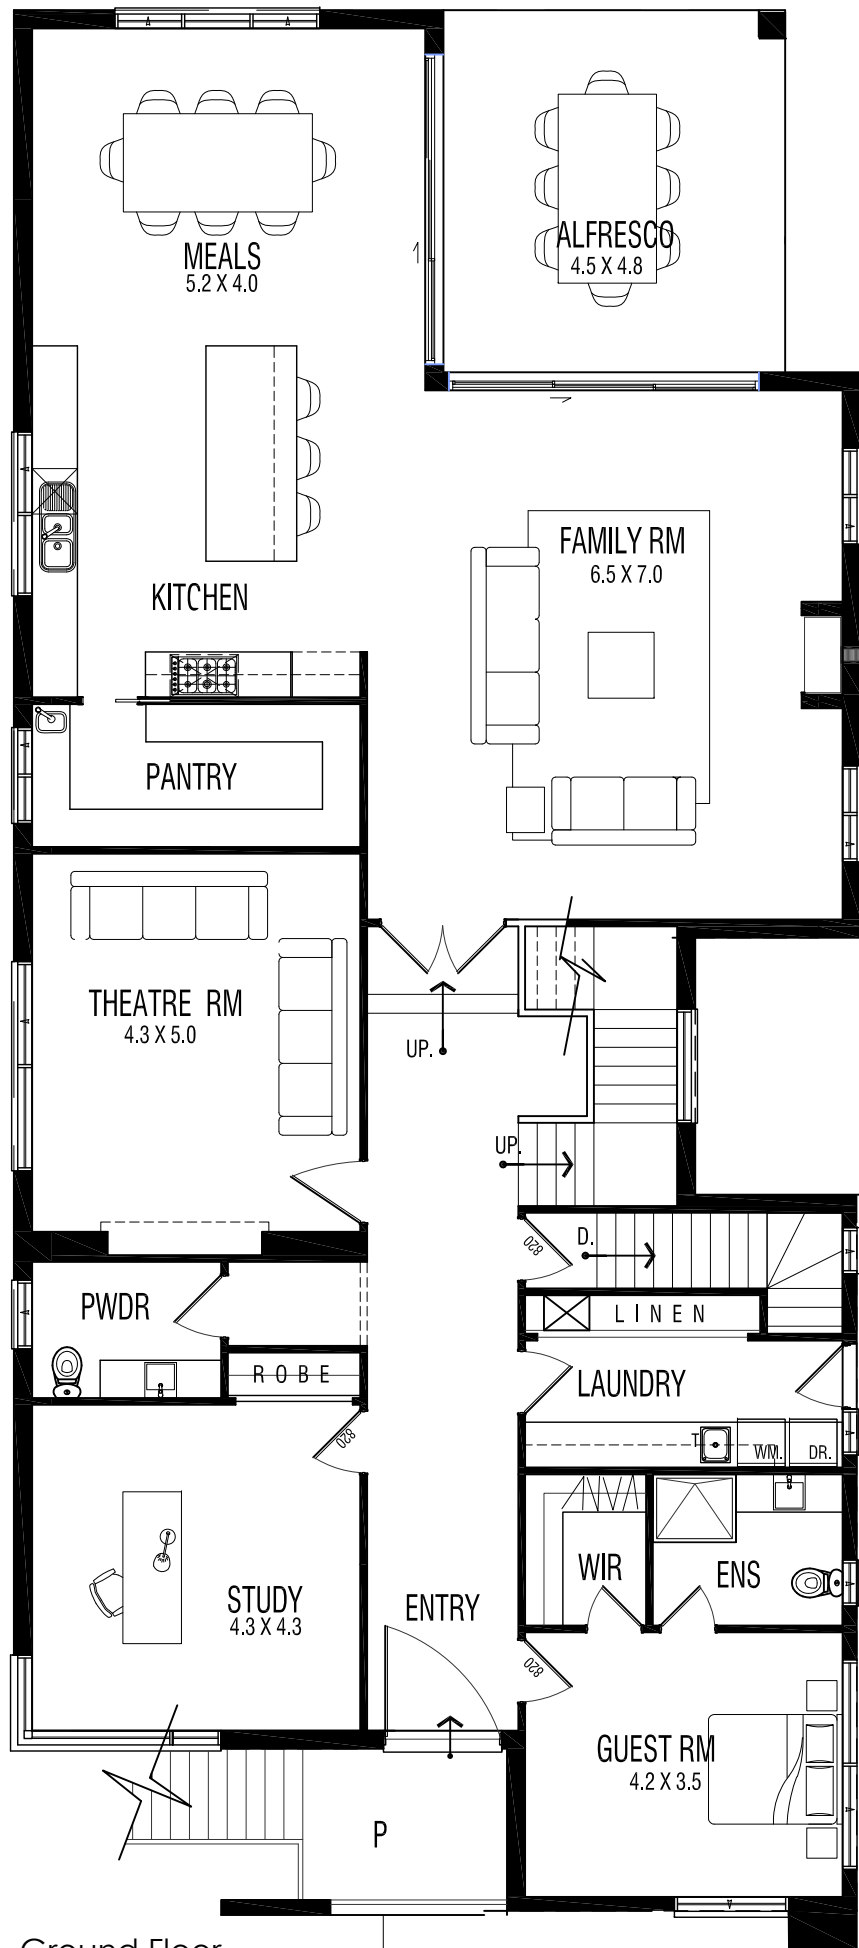 MEALS
5.2 X 4.0
ALFRESCO
4.5 X 4.8
FAMILY RM
6.5 X 7.0
KITCHEN
PANTRY
THEATRE RM
4.3 X 5.0
UP.
UP.
D.
820
PWDR
LINEN
ROBE
LAUNDRY
820
T
WM.
DR.
WIR
ENS
STUDY
4.3 X 4.3
ENTRY
820
GUEST RM
4.2 X 3.5
P
Ground Floor